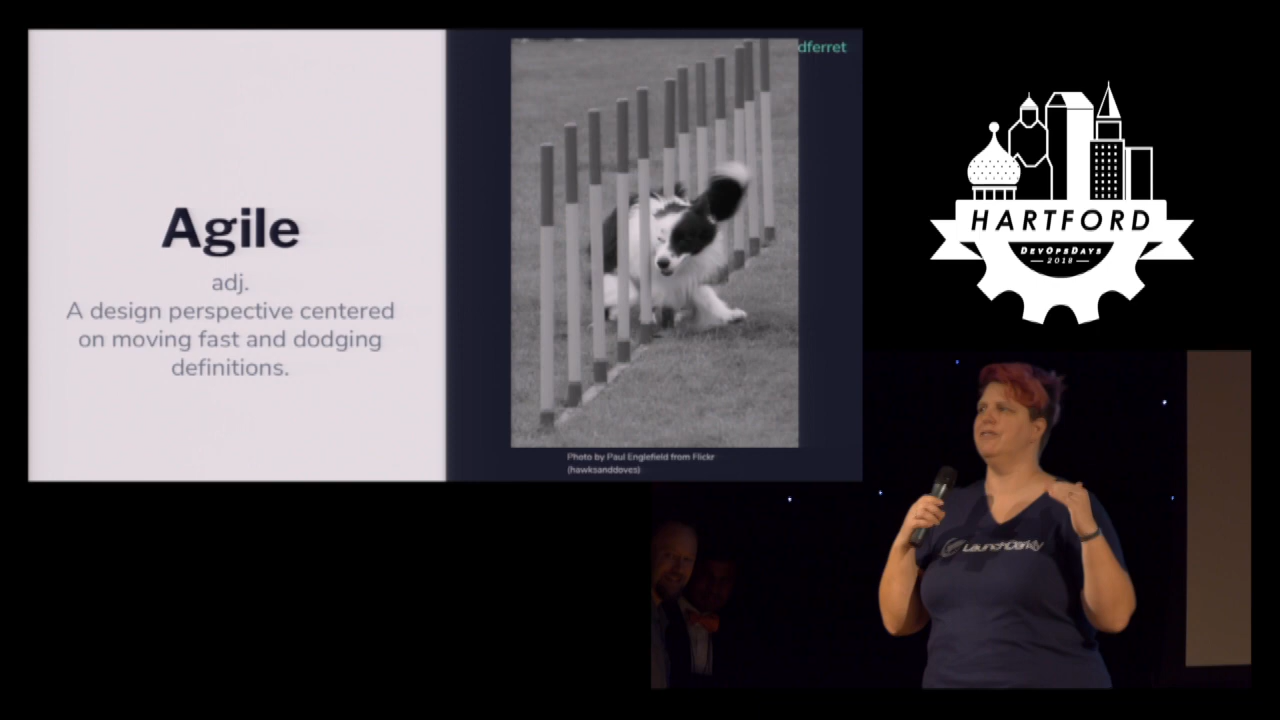 Agile
adj.
A design perspective centered
on moving fast and dodging
definitions.
dferret
Photo by Paul Englefield from Flickr
(hawksanddoves)
HARTFORD
DEVOPSDAYS
2018
LaunchDarkly